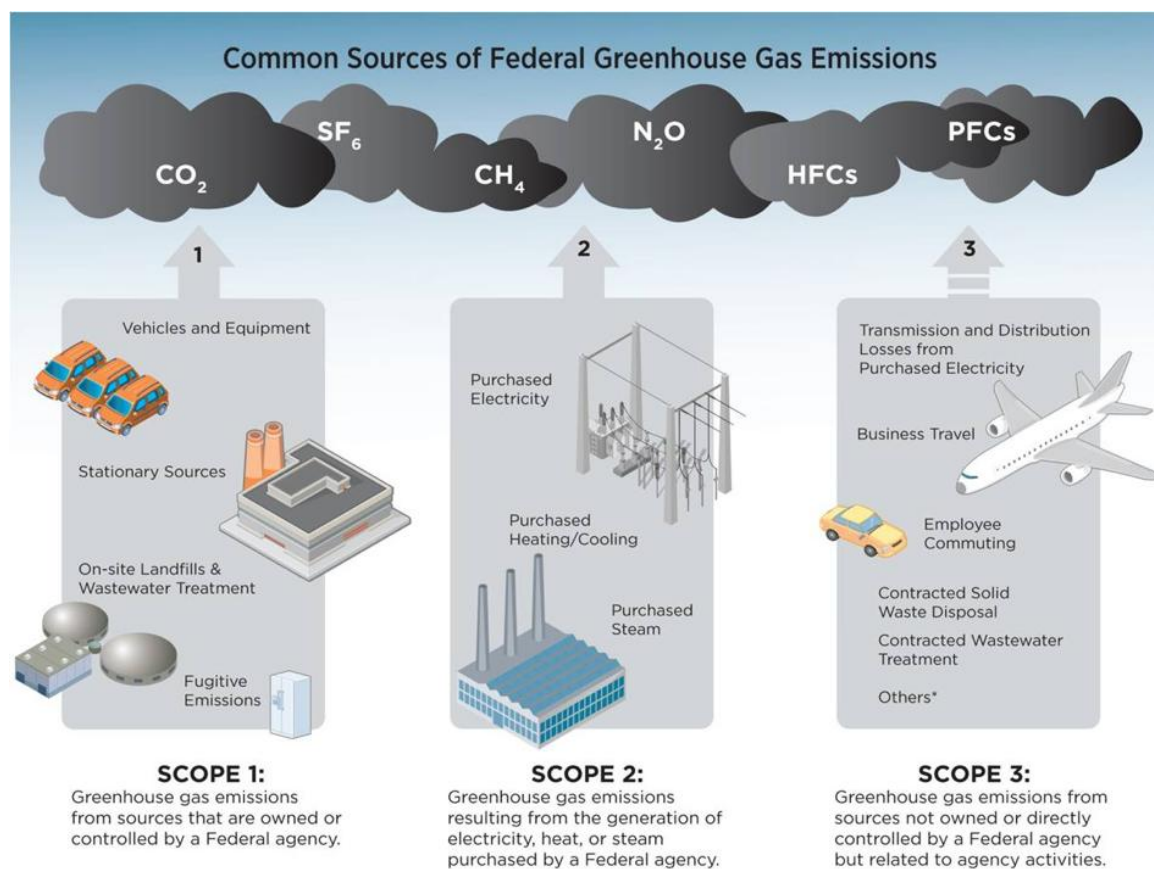 Common Sources of Federal Greenhouse Gas Emissions
CO₂
SF₆
CH₄
N₂O
HFCs
PFCs
1
Vehicles and Equipment
Stationary Sources
On-site Landfills &
Wastewater Treatment
Fugitive
Emissions
SCOPE 1:
Greenhouse gas emissions
from sources that are owned or
controlled by a Federal agency.
2
Purchased
Electricity
Purchased
Heating/Cooling
Purchased
Steam
SCOPE 2:
Greenhouse gas emissions
resulting from the generation of
electricity, heat, or steam
purchased by a Federal agency.
3
Transmission and Distribution
Losses from
Purchased Electricity
Business Travel
Employee
Commuting
Contracted Solid
Waste Disposal
Contracted Wastewater
Treatment
Others*
SCOPE 3:
Greenhouse gas emissions from
sources not owned or directly
controlled by a Federal agency
but related to agency activities.